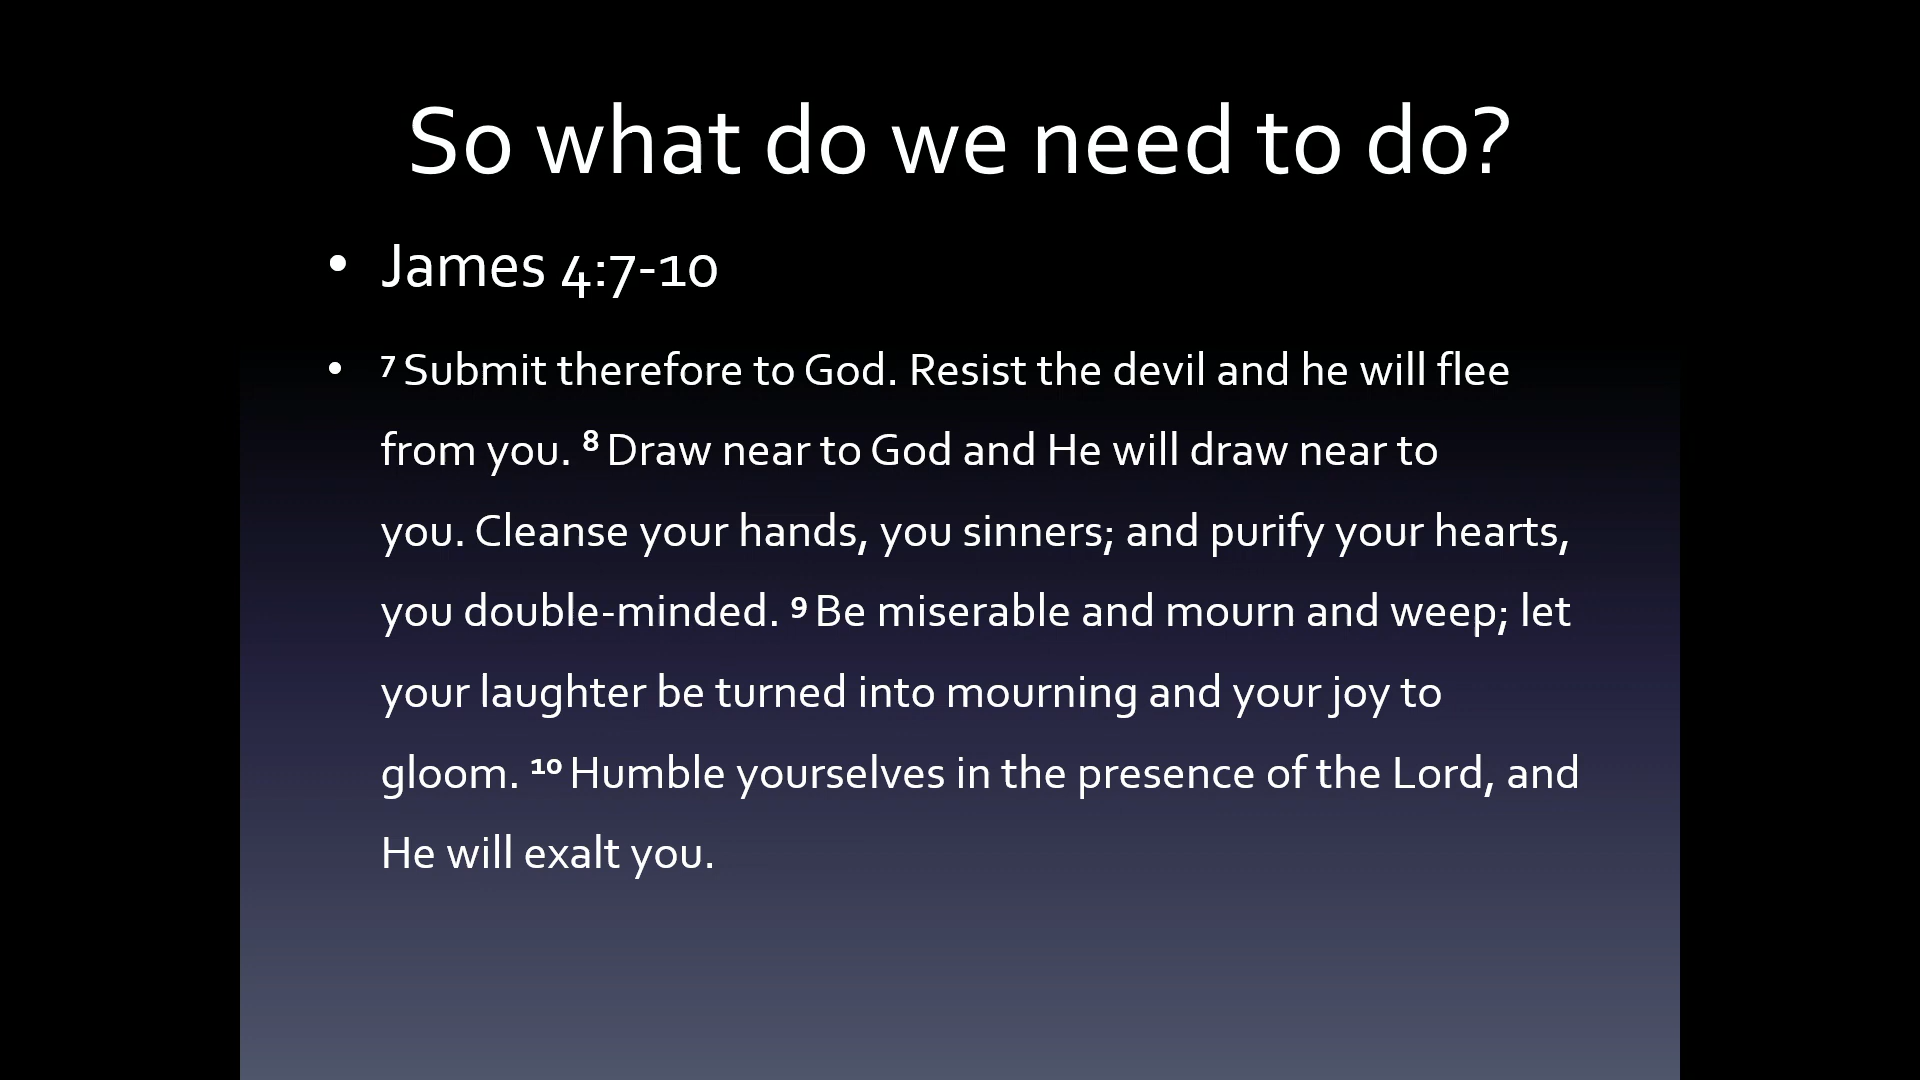 So what do we need to do?
• James 4:7-10
• 7 Submit therefore to God. Resist the devil and he will flee
from you. 8 Draw near to God and He will draw near to
you. Cleanse your hands, you sinners; and purify your hearts,
you double-minded. 9 Be miserable and mourn and weep; let
your laughter be turned into mourning and your joy to
gloom. 10 Humble yourselves in the presence of the Lord, and
He will exalt you.